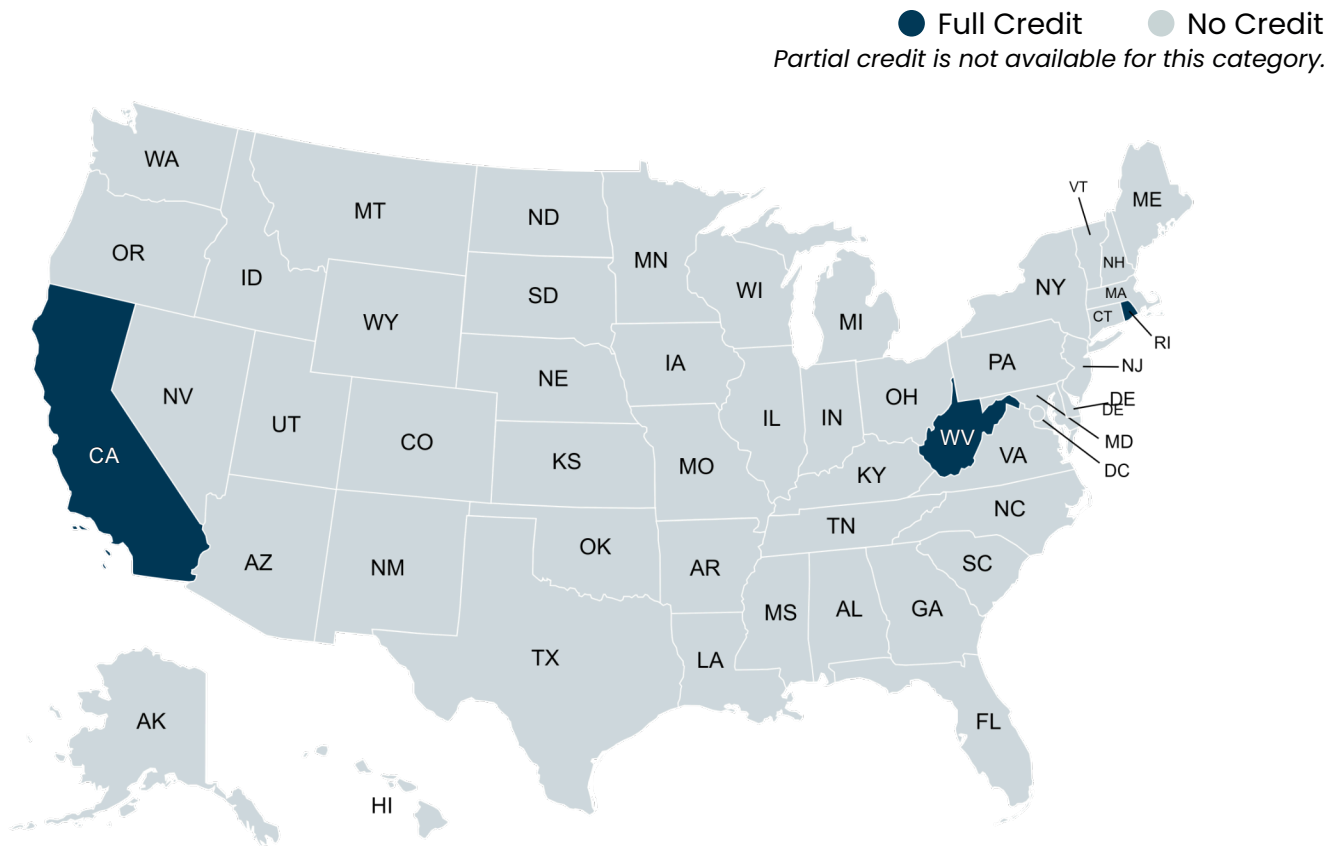 Full Credit No Credit
Partial credit is not available for this category.
WA
MT
ND
MN
VT
ME
OR
ID
SD
WI
MI
NY
NH
MA
CT
RI
WY
IA
NE
PA
NJ
NV
UT
CO
IL
IN
OH
DE
DE
MD
DC
CA
KS
MO
KY
WV
VA
NC
TN
AZ
NM
OK
AR
SC
MS
AL
GA
TX
LA
AK
HI
FL